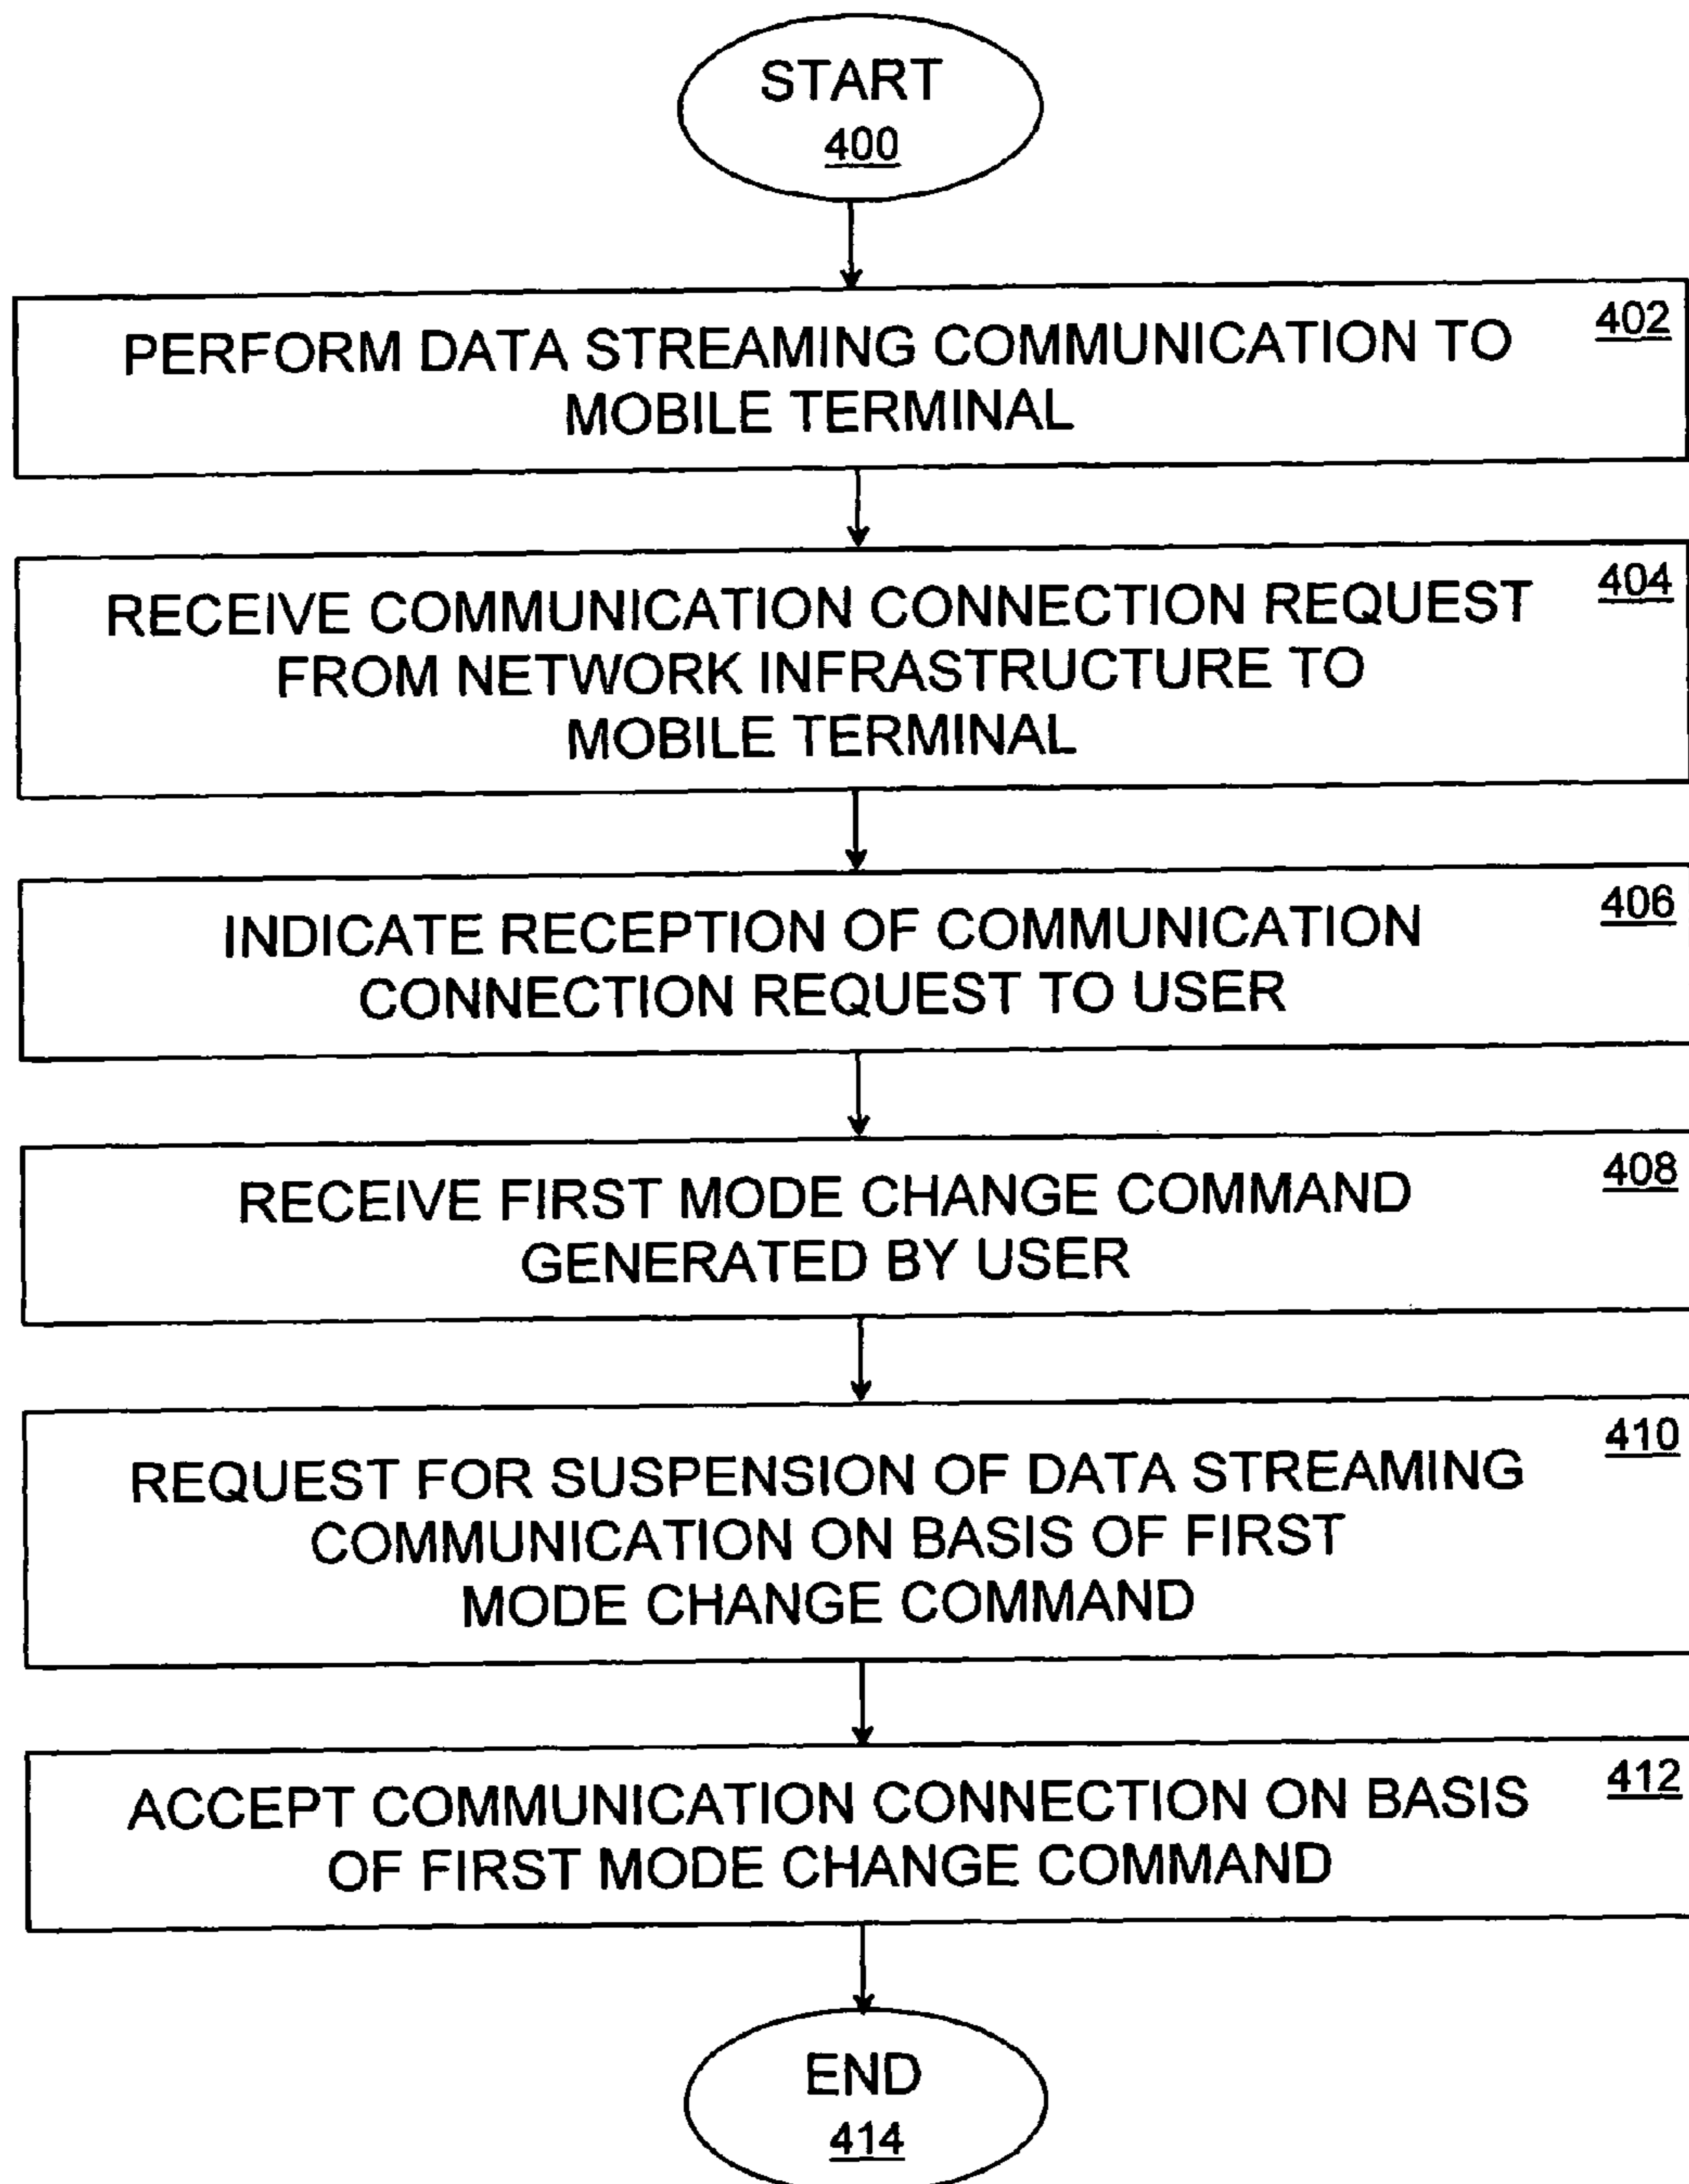 START
400
402
PERFORM DATA STREAMING COMMUNICATION TO
MOBILE TERMINAL
404
RECEIVE COMMUNICATION CONNECTION REQUEST
FROM NETWORK INFRASTRUCTURE TO
MOBILE TERMINAL
406
INDICATE RECEPTION OF COMMUNICATION
CONNECTION REQUEST TO USER
408
RECEIVE FIRST MODE CHANGE COMMAND
GENERATED BY USER
410
REQUEST FOR SUSPENSION OF DATA STREAMING
COMMUNICATION ON BASIS OF FIRST
MODE CHANGE COMMAND
412
ACCEPT COMMUNICATION CONNECTION ON BASIS
OF FIRST MODE CHANGE COMMAND
END
414